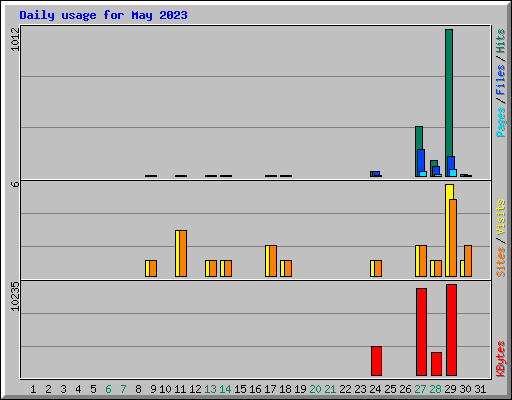 Daily usage for May 2023
1012
6
10235
Pages / Files / Hits
Sites / Visits
KBytes
1 2 3 4 5 6 7 8 9 10 11 12 13 14 15 16 17 18 19 20 21 22 23 24 25 26 27 28 29 30 31